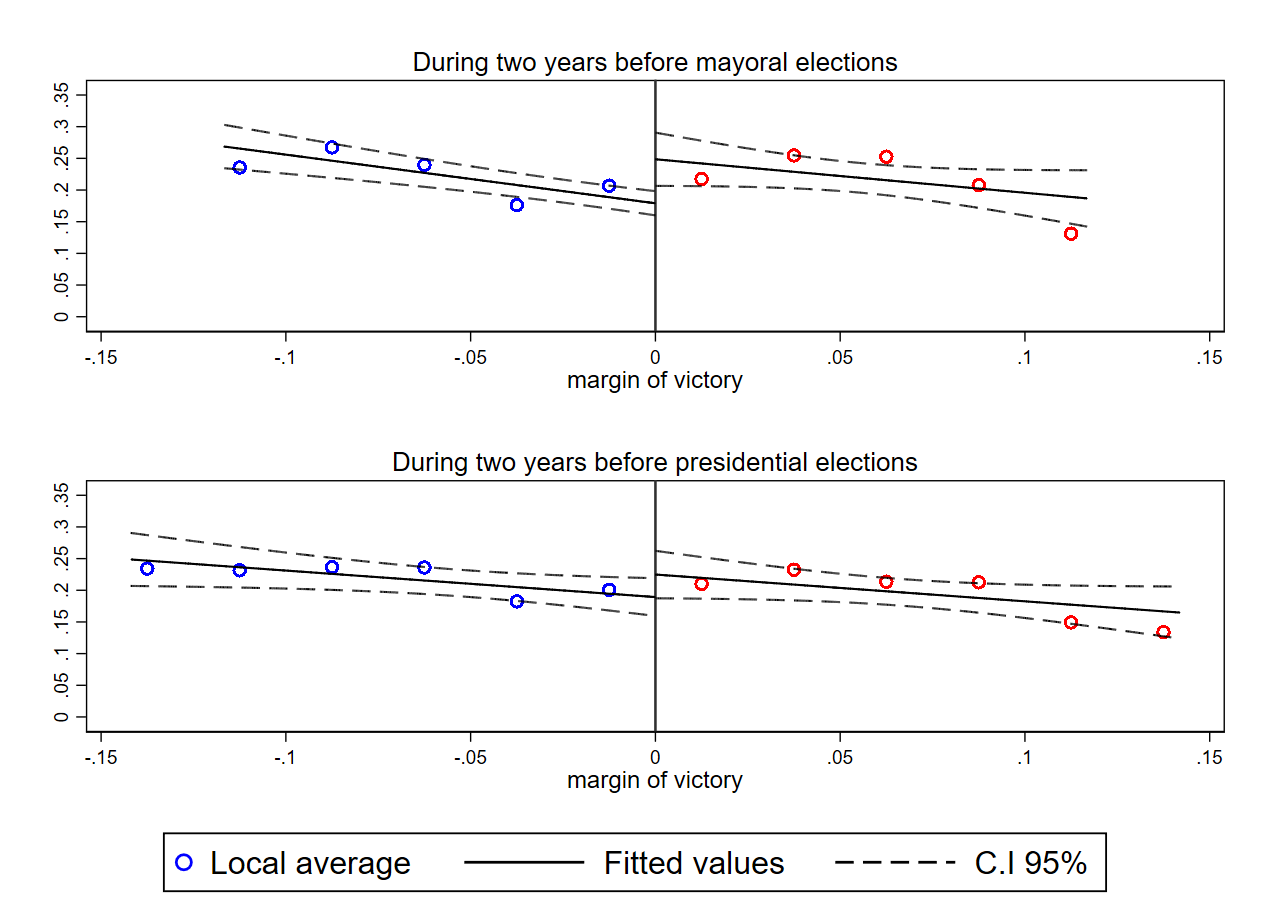 During two years before mayoral elections
.35
.3
.25
.2
.15
.1
.05
0
-.15 -.1 -.05 0 .05 .1 .15
margin of victory
During two years before presidential elections
.35
.3
.25
.2
.15
.1
.05
0
-.15 -.1 -.05 0 .05 .1 .15
margin of victory
Local average Fitted values C.I 95%